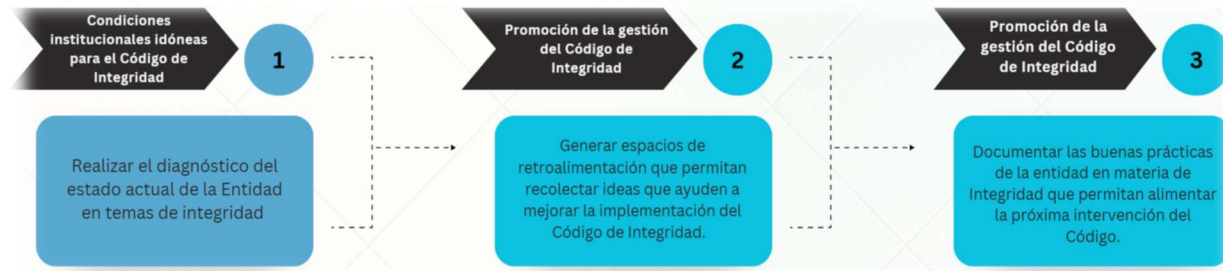 Condiciones
institucionales idóneas
para el Código de
Integridad
1
Realizar el diagnóstico del
estado actual de la Entidad
en temas de integridad
Promoción de la gestión
del Código de
Integridad
2
Generar espacios de
retroalimentación que permitan
recolectar ideas que ayuden a
mejorar la implementación del
Código de Integridad.
Promoción de la
gestión del Código
de Integridad
3
Documentar las buenas prácticas
de la entidad en materia de
Integridad que permitan alimentar
la próxima intervención del
Código.